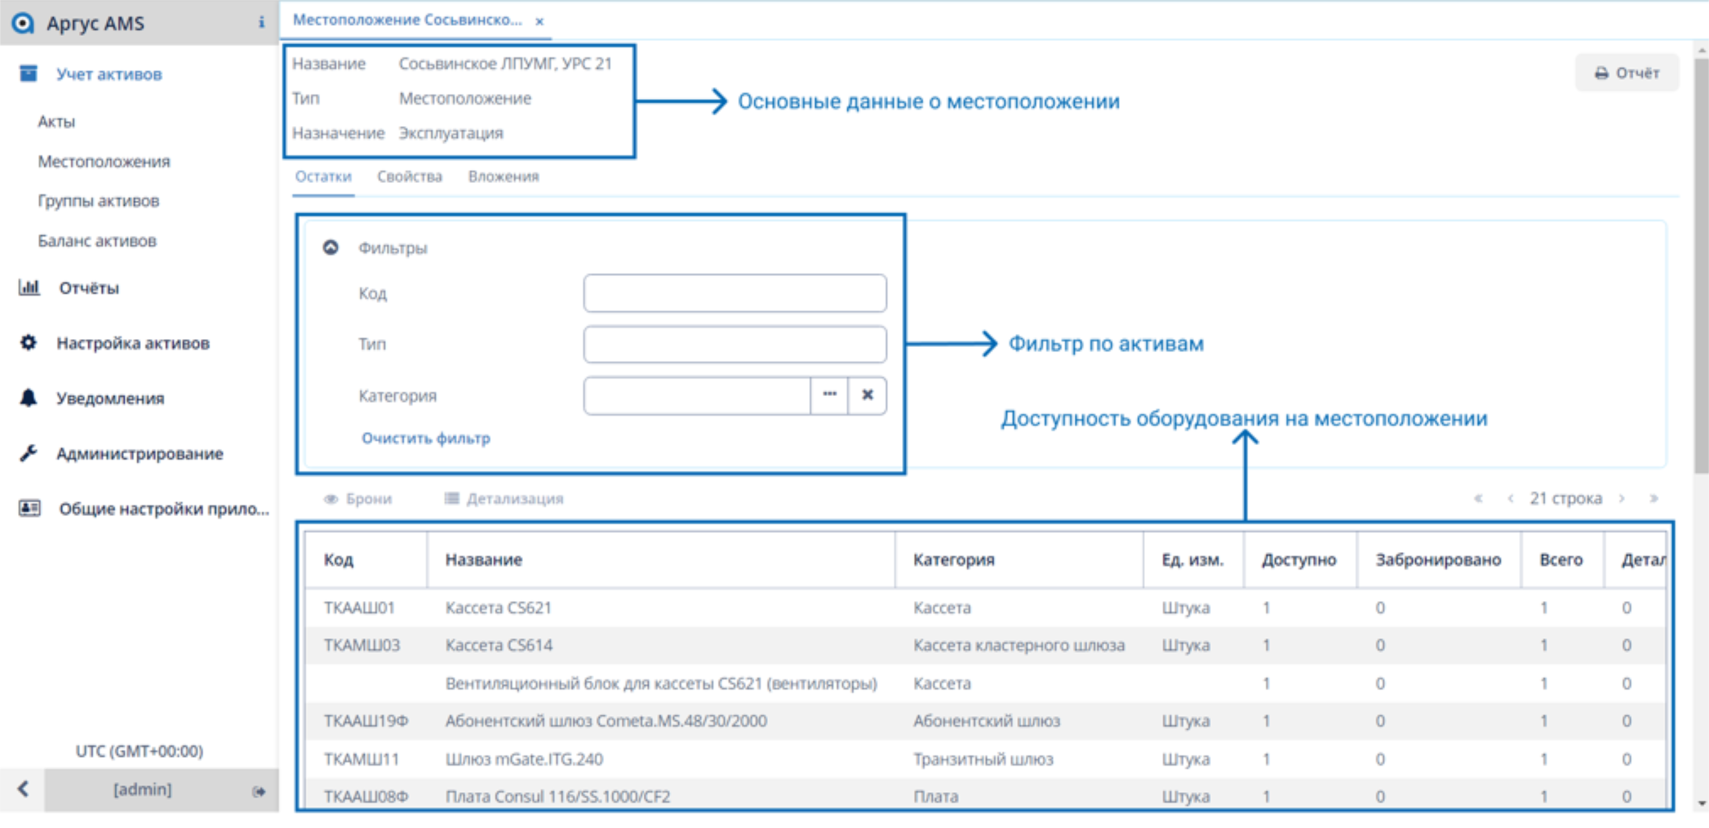 Аргус AMS
i
Местоположение Сосьвинско... ×
Учет активов
Акты
Местоположения
Группы активов
Баланс активов
Отчёты
Настройка активов
Уведомления
Администрирование
Общие настройки прило...
UTC (GMT+00:00)
[admin]
Название Сосьвинское ЛПУМГ, УРС 21
Тип Местоположение
Назначение Эксплуатация
Основные данные о местоположении
Отчёт
Остатки Свойства Вложения
Фильтры
Код
Тип
Категория ...
Очистить фильтр
Фильтр по активам
Доступность оборудования на местоположении
Брони Детализация « ‹ 21 строка › »
Код Название Категория Ед. изм. Доступно Забронировано Всего Детал
ТКААШ01 Кассета CS621 Кассета Штука 1 0 1 0
ТКАМШ03 Кассета CS614 Кассета кластерного шлюза Штука 1 0 1 0
Вентиляционный блок для кассеты CS621 (вентиляторы) Кассета 1 0 1 0
ТКААШ19Ф Абонентский шлюз Cometa.MS.48/30/2000 Абонентский шлюз Штука 1 0 1 0
ТКАМШ11 Шлюз mGate.ITG.240 Транзитный шлюз Штука 1 0 1 0
ТКААШ08Ф Плата Consul 116/SS.1000/CF2 Плата Штука 1 0 1 0